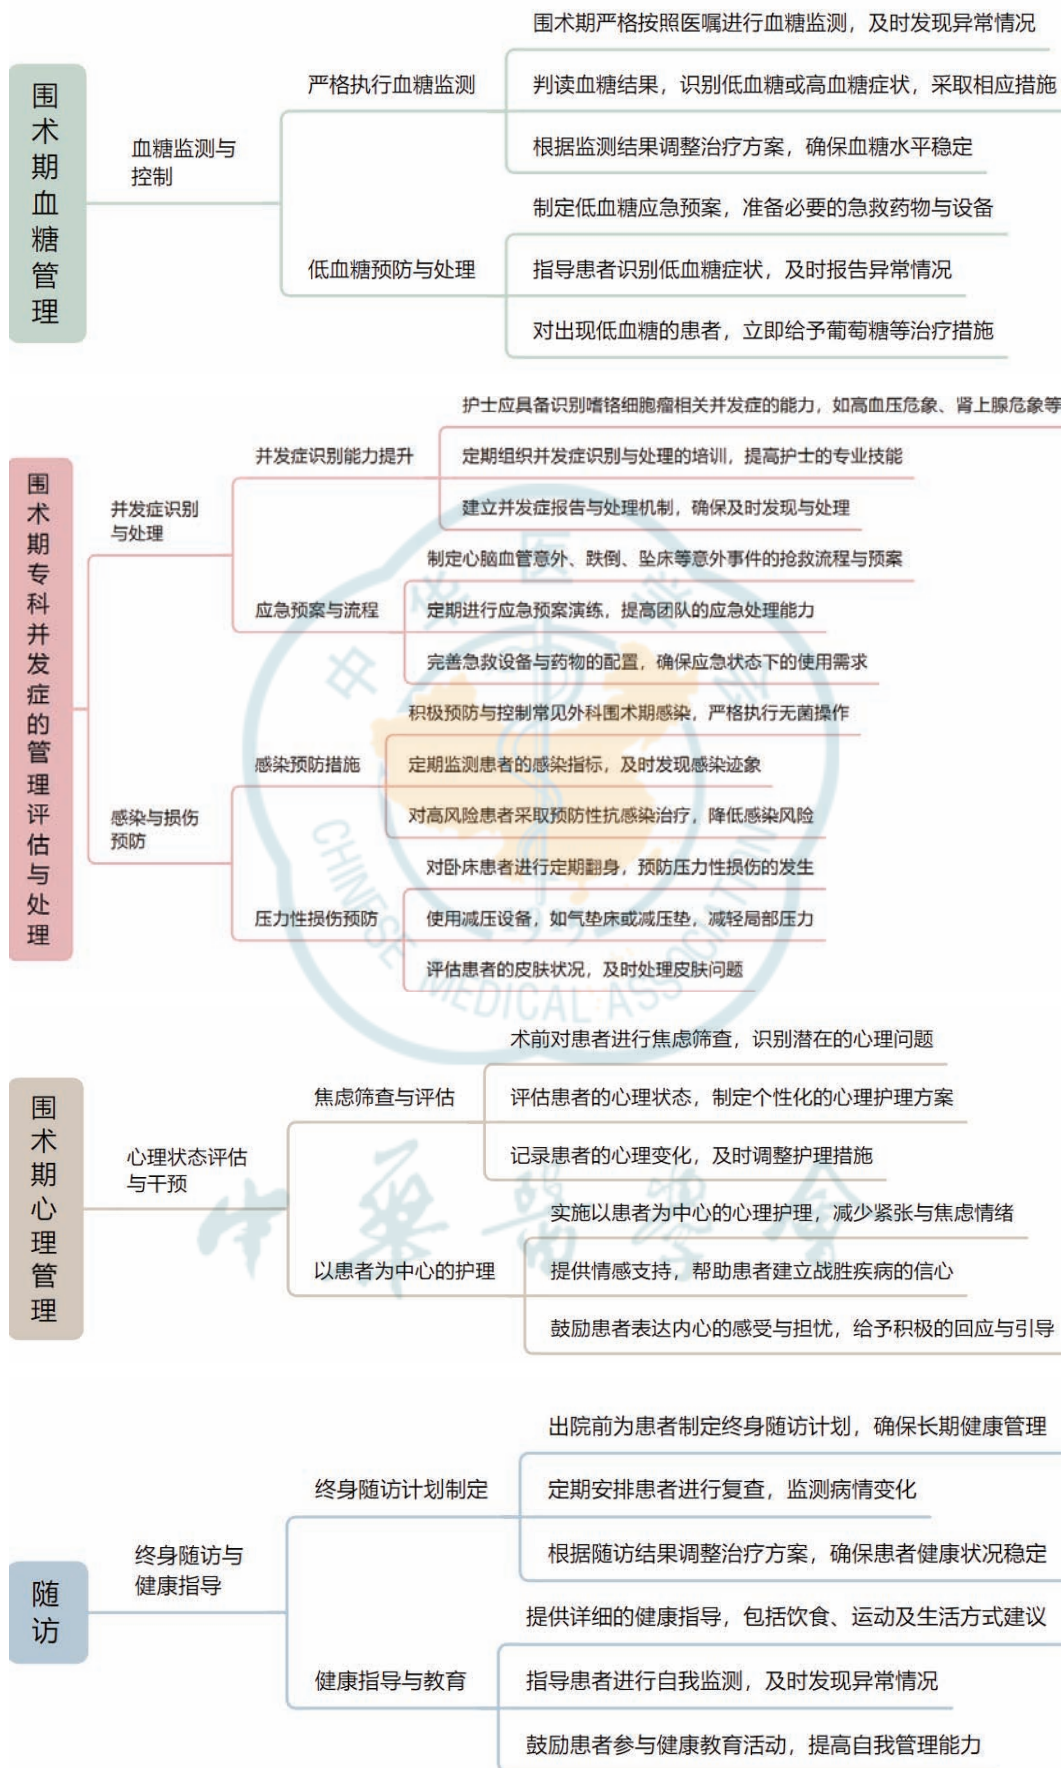 围术期血糖管理
血糖监测与
控制
严格执行血糖监测
围术期严格按照医嘱进行血糖监测，及时发现异常情况
判读血糖结果，识别低血糖或高血糖症状，采取相应措施
根据监测结果调整治疗方案，确保血糖水平稳定
低血糖预防与处理
制定低血糖应急预案，准备必要的急救药物与设备
指导患者识别低血糖症状，及时报告异常情况
对出现低血糖的患者，立即给予葡萄糖等治疗措施
围术期专科并发症的管理评估与处理
并发症识别
与处理
并发症识别能力提升
护士应具备识别嗜铬细胞瘤相关并发症的能力，如高血压危象、肾上腺危象等
定期组织并发症识别与处理的培训，提高护士的专业技能
建立并发症报告与处理机制，确保及时发现与处理
应急预案与流程
制定心脑血管意外、跌倒、坠床等意外事件的抢救流程与预案
定期进行应急预案演练，提高团队的应急处理能力
完善急救设备与药物的配置，确保应急状态下的使用需求
感染与损伤
预防
感染预防措施
积极预防与控制常见外科围术期感染，严格执行无菌操作
定期监测患者的感染指标，及时发现感染迹象
对高风险患者采取预防性抗感染治疗，降低感染风险
压力性损伤预防
对卧床患者进行定期翻身，预防压力性损伤的发生
使用减压设备，如气垫床或减压垫，减轻局部压力
评估患者的皮肤状况，及时处理皮肤问题
围术期心理管理
心理状态评估
与干预
焦虑筛查与评估
术前对患者进行焦虑筛查，识别潜在的心理问题
评估患者的心理状态，制定个性化的心理护理方案
记录患者的心理变化，及时调整护理措施
以患者为中心的护理
实施以患者为中心的心理护理，减少紧张与焦虑情绪
提供情感支持，帮助患者建立战胜疾病的信心
鼓励患者表达内心的感受与担忧，给予积极的回应与引导
随访
终身随访与
健康指导
终身随访计划制定
出院前为患者制定终身随访计划，确保长期健康管理
定期安排患者进行复查，监测病情变化
根据随访结果调整治疗方案，确保患者健康状况稳定
健康指导与教育
提供详细的健康指导，包括饮食、运动及生活方式建议
指导患者进行自我监测，及时发现异常情况
鼓励患者参与健康教育活动，提高自我管理能力
中华医学会
CHINESE MEDICAL ASSOCIATION
1915
中華醫學會